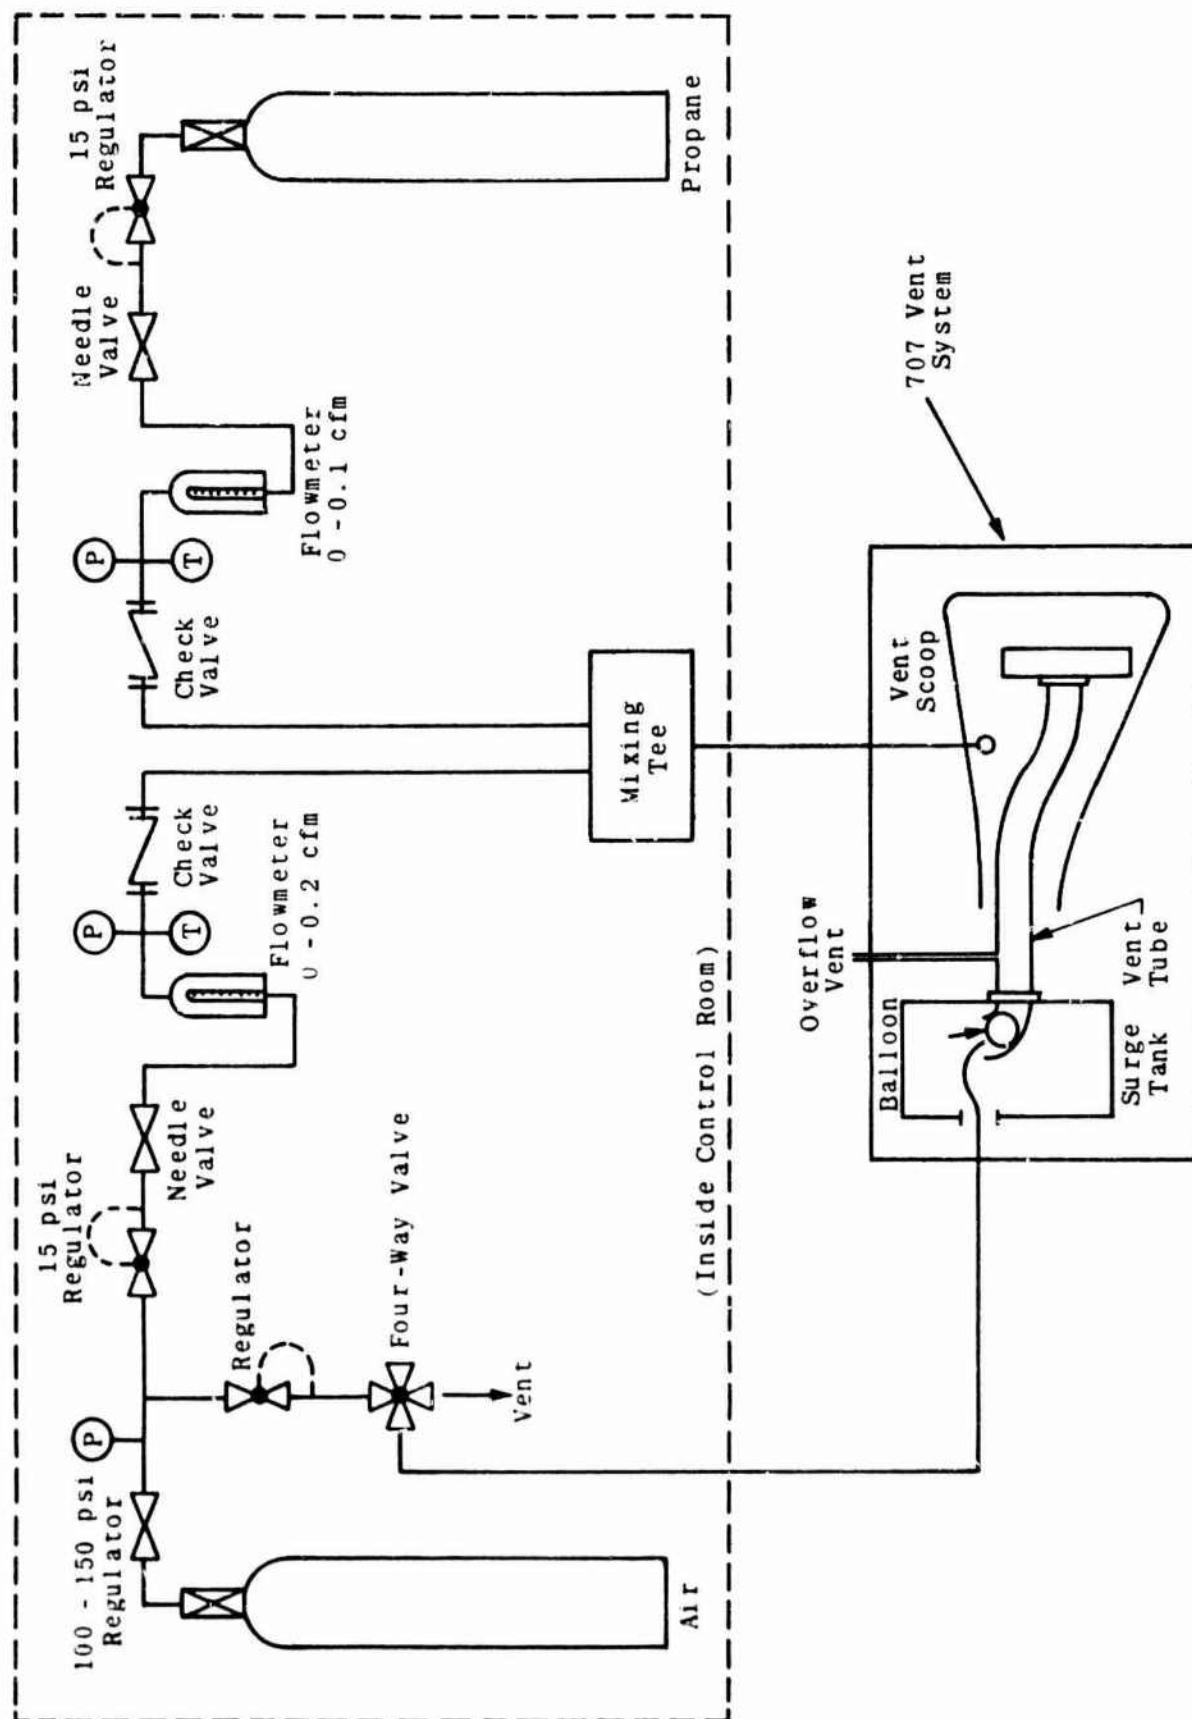 100 - 150 psi
Regulator
P
15 psi
Regulator
Needle
Valve
P
T
Check
Valve
Flowmeter
0 - 0.2 cfm
P
T
Check
Valve
Flowmeter
0 - 0.1 cfm
Needle
Valve
15 psi
Regulator
Regulator
Four-Way Valve
Vent
Air
Mixing
Tee
Propane
(Inside Control Room)
Overflow
Vent
Balloon
Surge
Tank
Vent
Tube
Vent
Scoop
707 Vent
System